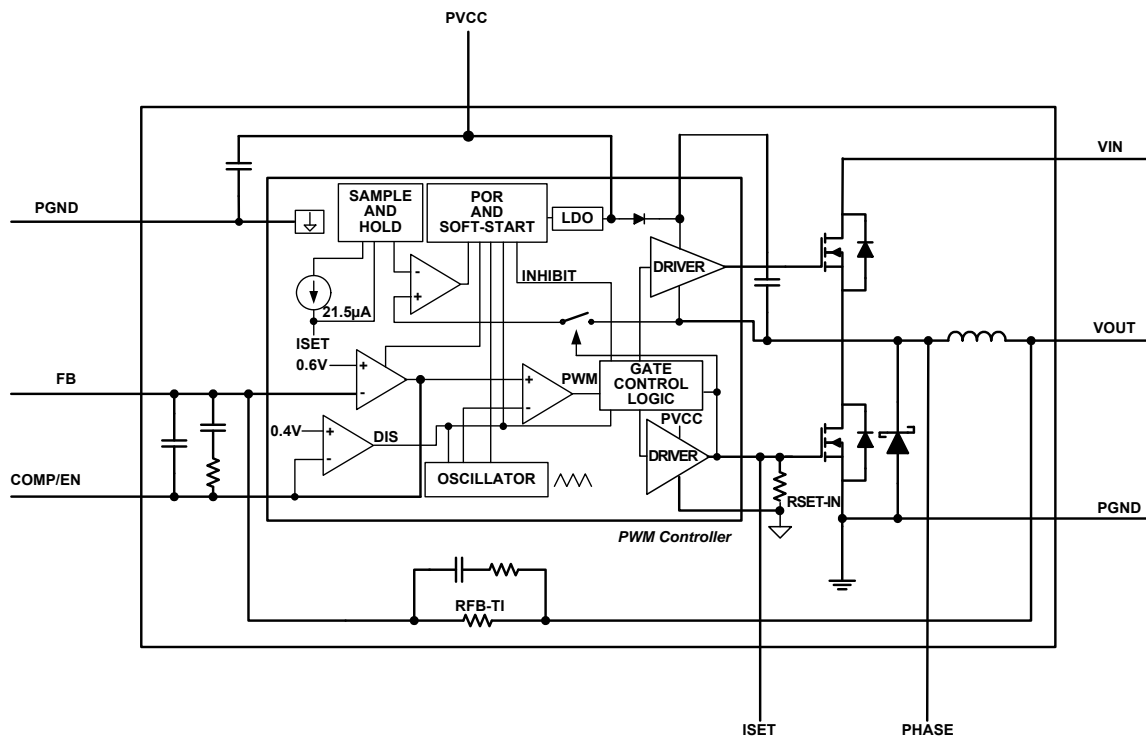 PVCC
VIN
PGND
SAMPLE
AND
HOLD
POR
AND
SOFT-START
LDO
DRIVER
INHIBIT
21.5µA
ISET
0.6V
VOUT
FB
PWM
GATE
CONTROL
LOGIC
0.4V
DIS
PVCC
DRIVER
COMP/EN
OSCILLATOR
RSET-IN
PGND
PWM Controller
RFB-TI
ISET
PHASE
+
-
+
-
+
-
+
-